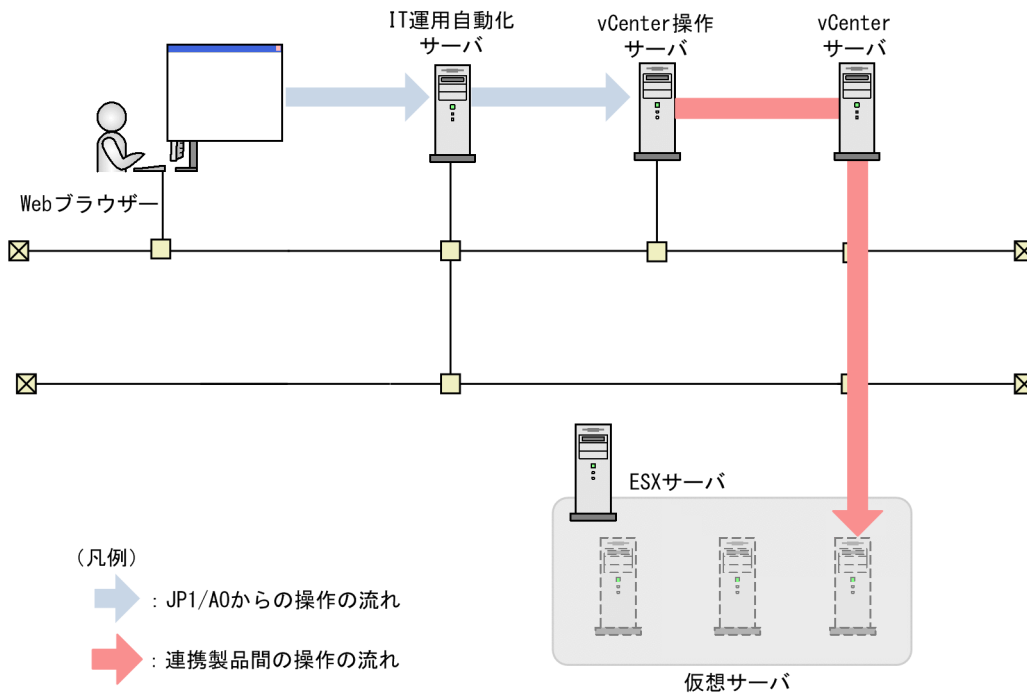 IT運用自動化
サーバ
vCenter操作
サーバ
vCenter
サーバ
Webブラウザー
ESXサーバ
(凡例)
：JP1/AOからの操作の流れ
：連携製品間の操作の流れ
仮想サーバ